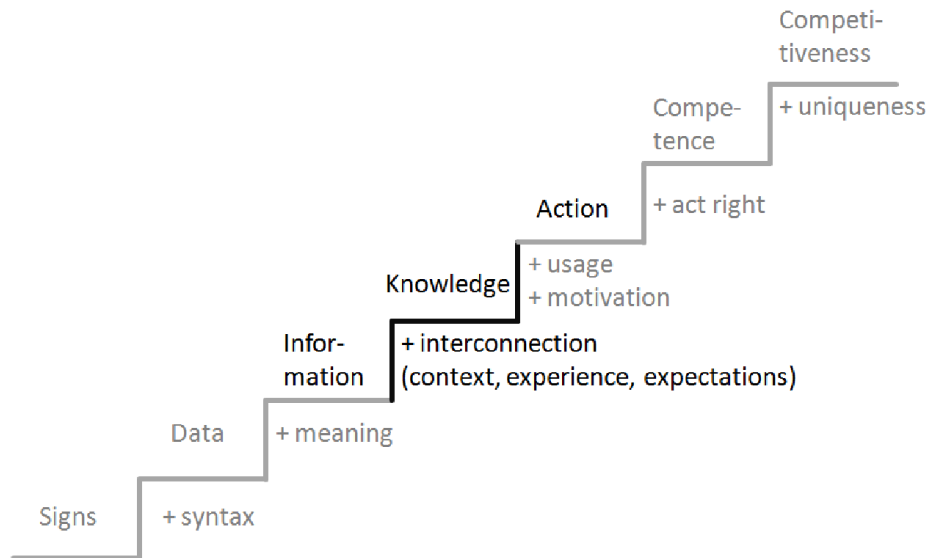 Competi-
tiveness
+ uniqueness
Compe-
tence
+ act right
Action
+ usage
+ motivation
Knowledge
+ interconnection
(context, experience, expectations)
Infor-
mation
+ meaning
Data
+ syntax
Signs